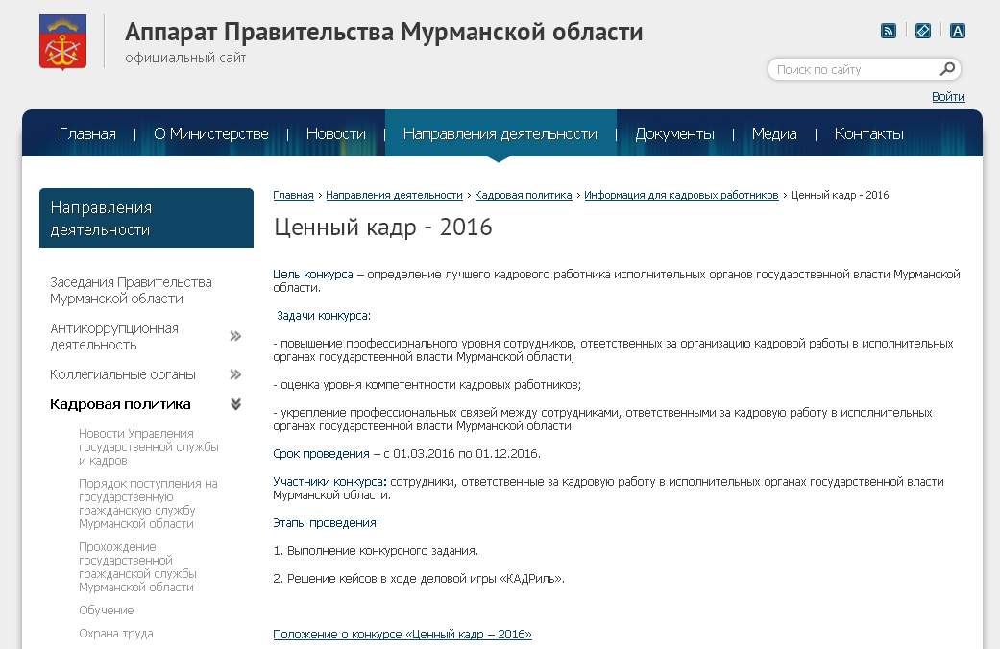 Аппарат Правительства Мурманской области
официальный сайт
A
Поиск по сайту
Войти
Главная | О Министерстве | Новости | Направления деятельности | Документы | Медиа | Контакты
Направления
деятельности
Заседания Правительства
Мурманской области
Антикоррупционная
деятельность
Коллегиальные органы
Кадровая политика
Новости Управления
государственной службы
и кадров
Порядок поступления на
государственную
гражданскую службу
Мурманской области
Прохождение
государственной
гражданской службы
Мурманской области
Обучение
Охрана труда
Главная › Направления деятельности › Кадровая политика › Информация для кадровых работников › Ценный кадр - 2016
Ценный кадр - 2016
Цель конкурса – определение лучшего кадрового работника исполнительных органов государственной власти Мурманской
области.
Задачи конкурса:
- повышение профессионального уровня сотрудников, ответственных за организацию кадровой работы в исполнительных
органах государственной власти Мурманской области;
- оценка уровня компетентности кадровых работников;
- укрепление профессиональных связей между сотрудниками, ответственными за кадровую работу в исполнительных
органах государственной власти Мурманской области.
Срок проведения – с 01.03.2016 по 01.12.2016.
Участники конкурса: сотрудники, ответственные за кадровую работу в исполнительных органах государственной власти
Мурманской области.
Этапы проведения:
1. Выполнение конкурсного задания.
2. Решение кейсов в ходе деловой игры «КАДРиль».
Положение о конкурсе «Ценный кадр – 2016»